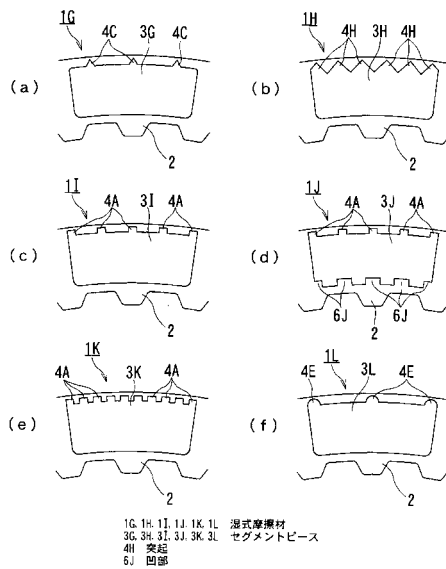 1G 4C 3G 4C
(a)
2
1H 4H 3H 4H
(b)
1I 4A 3I 4A
(c)
2
1J 4A 3J 4A
(d)
6J 2 6J
1K
4A 3K 4A
(e)
2
1L
4E 3L 4E
(f)
2
1G, 1H, 1I, 1J, 1K, 1L 湿式摩擦材
3G, 3H, 3I, 3J, 3K, 3L セグメントピース
4H 突起
6J 凹部